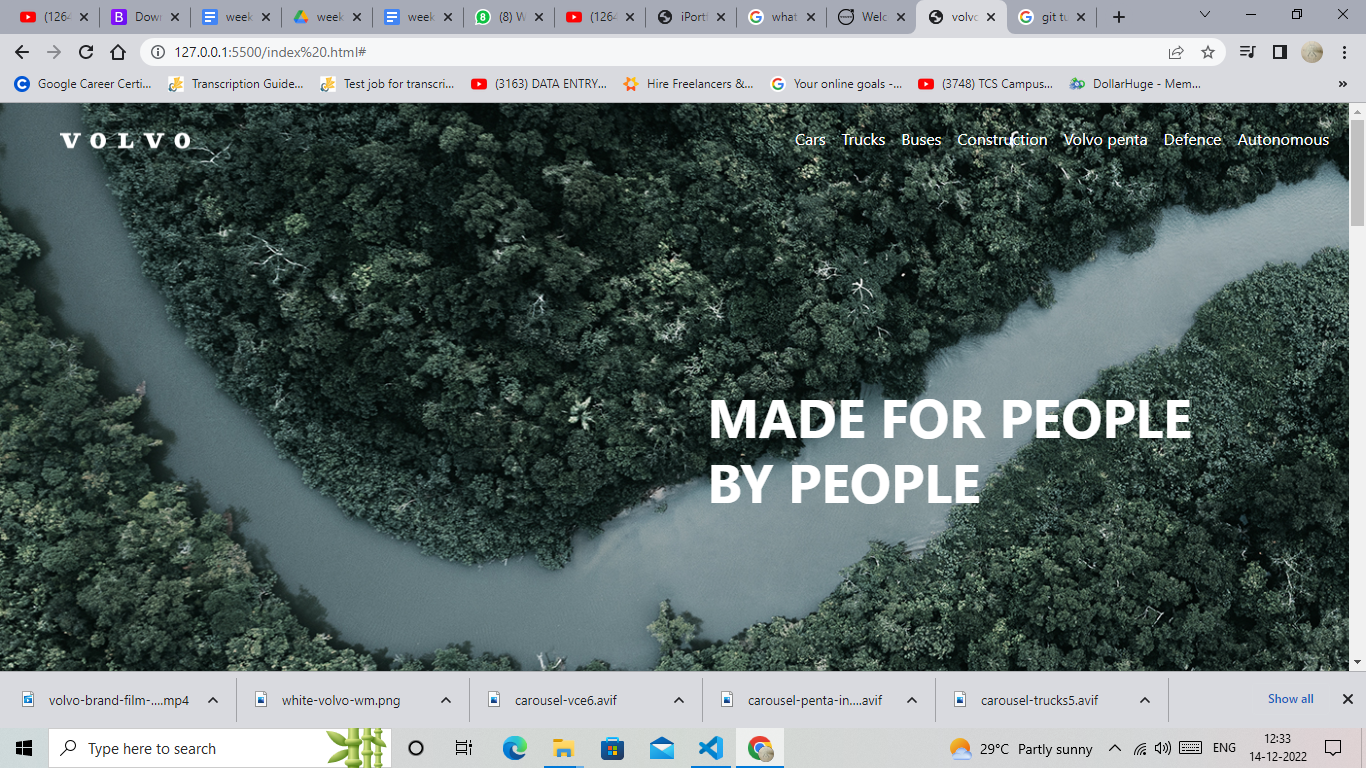 (126 Down week week week (8) W (126 iPortf what Welc volvo git tu
127.0.0.1:5500/index%20.html#
Google Career Certi... Transcription Guide... Test job for transcri... (3163) DATA ENTRY... Hire Freelancers &... Your online goals -... (3748) TCS Campus... DollarHuge - Mem... »
VOLVO Cars Trucks Buses Construction Volvo penta Defence Autonomous
MADE FOR PEOPLE
BY PEOPLE
volvo-brand-film-....mp4 white-volvo-wm.png carousel-vce6.avif carousel-penta-in....avif carousel-trucks5.avif Show all
Type here to search 29°C Partly sunny ENG 12:33
14-12-2022